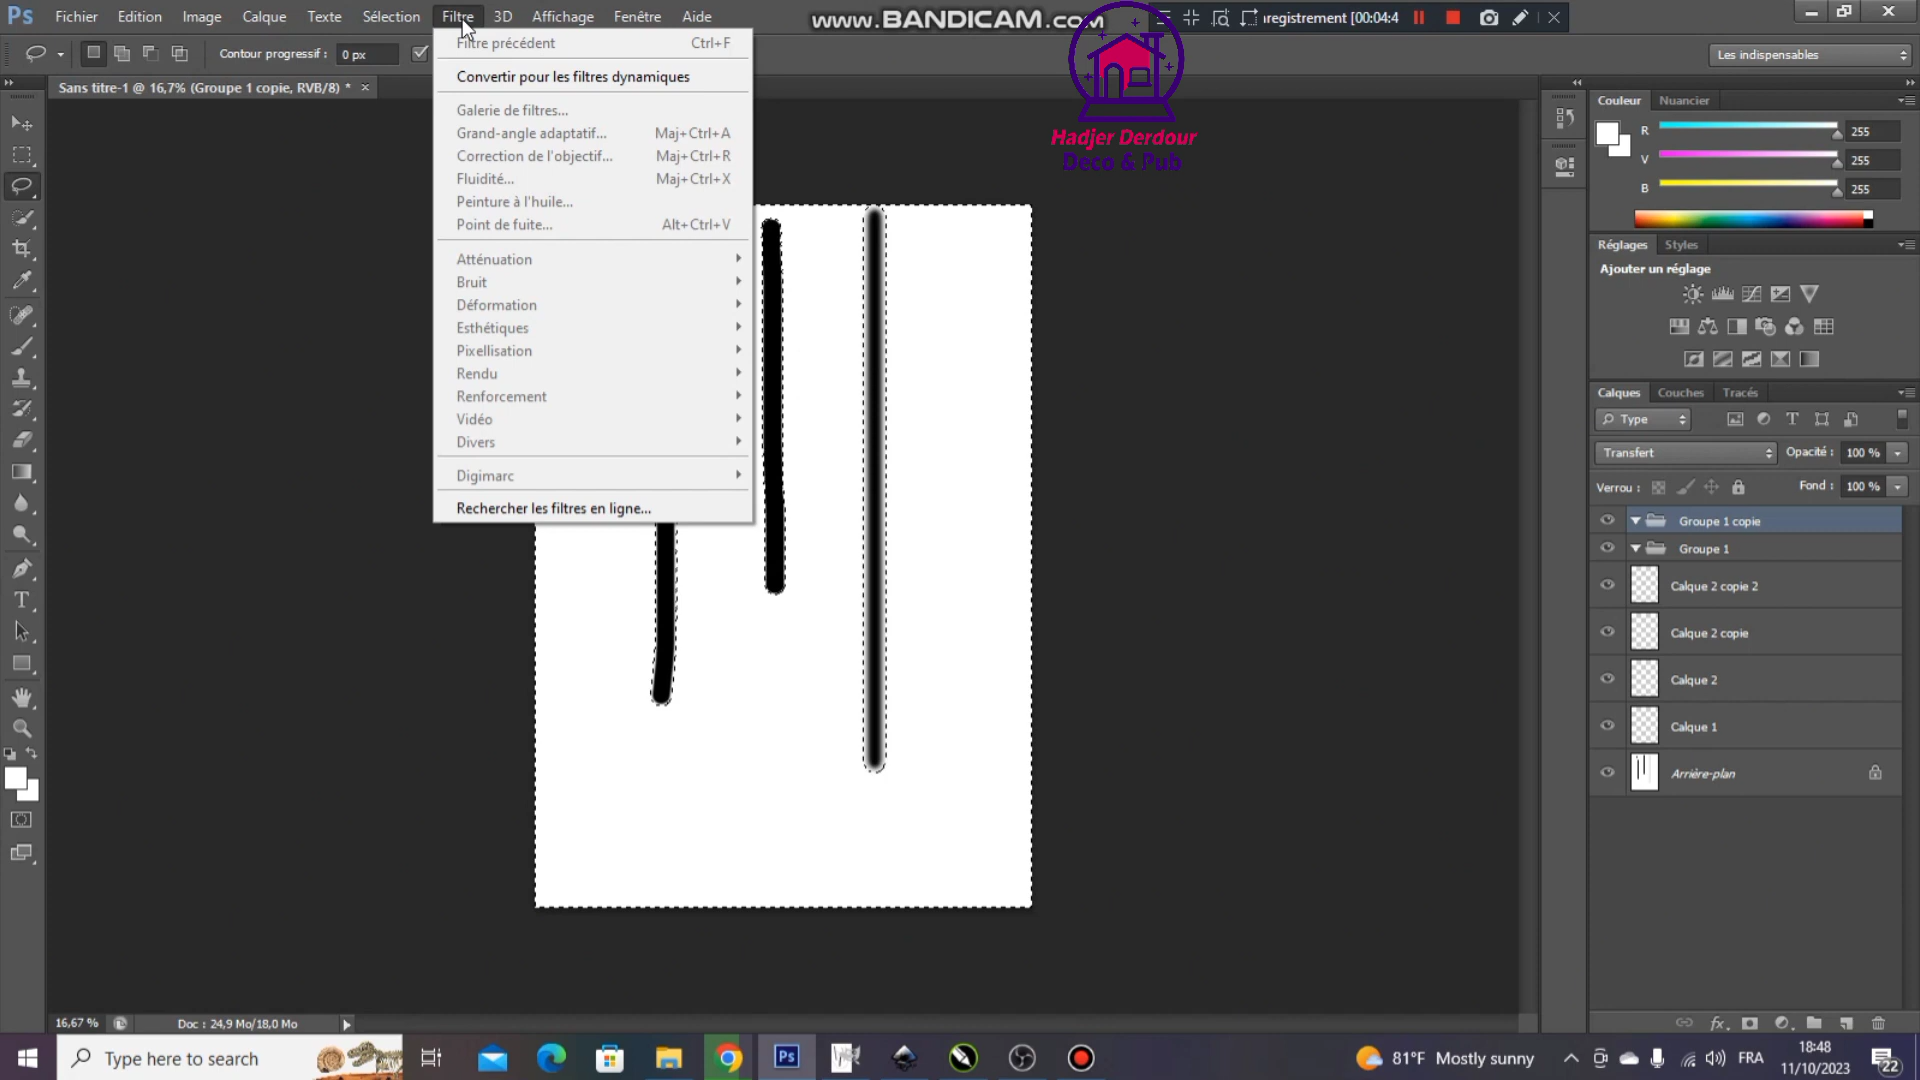 Ps Fichier Edition Image Calque Texte Sélection Filtre 3D Affichage Fenêtre Aide
www.BANDICAM.com
uregistrement [00:04:4
Contour progressif : 0 px
Les indispensables
Sans titre-1 @ 16,7% (Groupe 1 copie, RVB/8) * ×
Filtre précédent Ctrl+F
Convertir pour les filtres dynamiques
Galerie de filtres...
Grand-angle adaptatif... Maj+Ctrl+A
Correction de l'objectif... Maj+Ctrl+R
Fluidité... Maj+Ctrl+X
Peinture à l'huile...
Point de fuite... Alt+Ctrl+V
Atténuation
Bruit
Déformation
Esthétiques
Pixellisation
Rendu
Renforcement
Vidéo
Divers
Digimarc
Rechercher les filtres en ligne...
Hadjer Derdour
Deco & Pub
Couleur Nuancier
R 255
V 255
B 255
Réglages Styles
Ajouter un réglage
Calques Couches Tracés
Type
Transfert Opacité : 100 %
Verrou : Fond : 100 %
Groupe 1 copie
Groupe 1
Calque 2 copie 2
Calque 2 copie
Calque 2
Calque 1
Arrière-plan
16,67 % Doc : 24,9 Mo/18,0 Mo
Type here to search
81°F Mostly sunny
FRA
18:48
11/10/2023
22